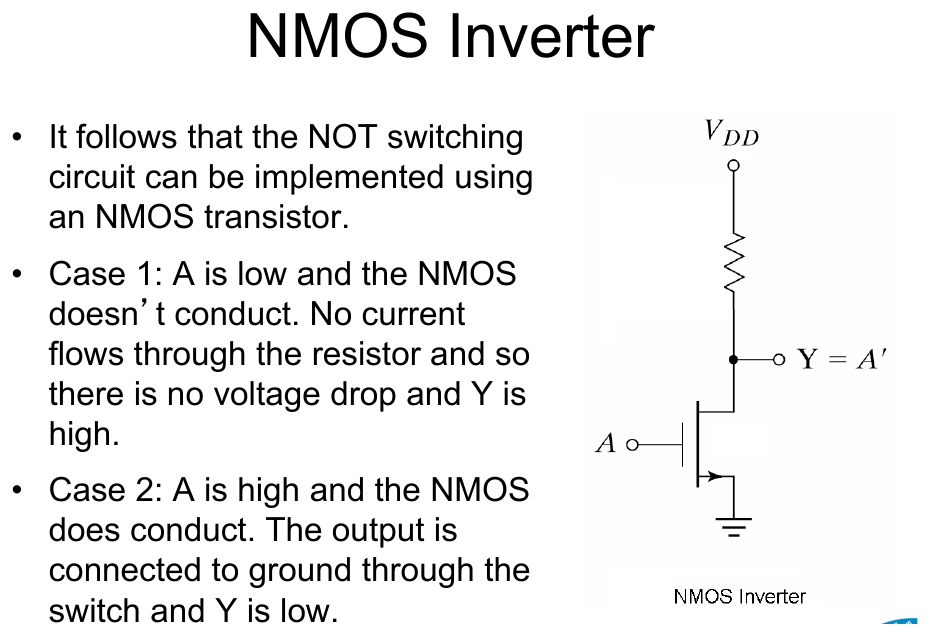 NMOS Inverter
• It follows that the NOT switching
circuit can be implemented using
an NMOS transistor.
• Case 1: A is low and the NMOS
doesn’t conduct. No current
flows through the resistor and so
there is no voltage drop and Y is
high.
• Case 2: A is high and the NMOS
does conduct. The output is
connected to ground through the
switch and Y is low.
VDD
Y = A′
A
NMOS Inverter